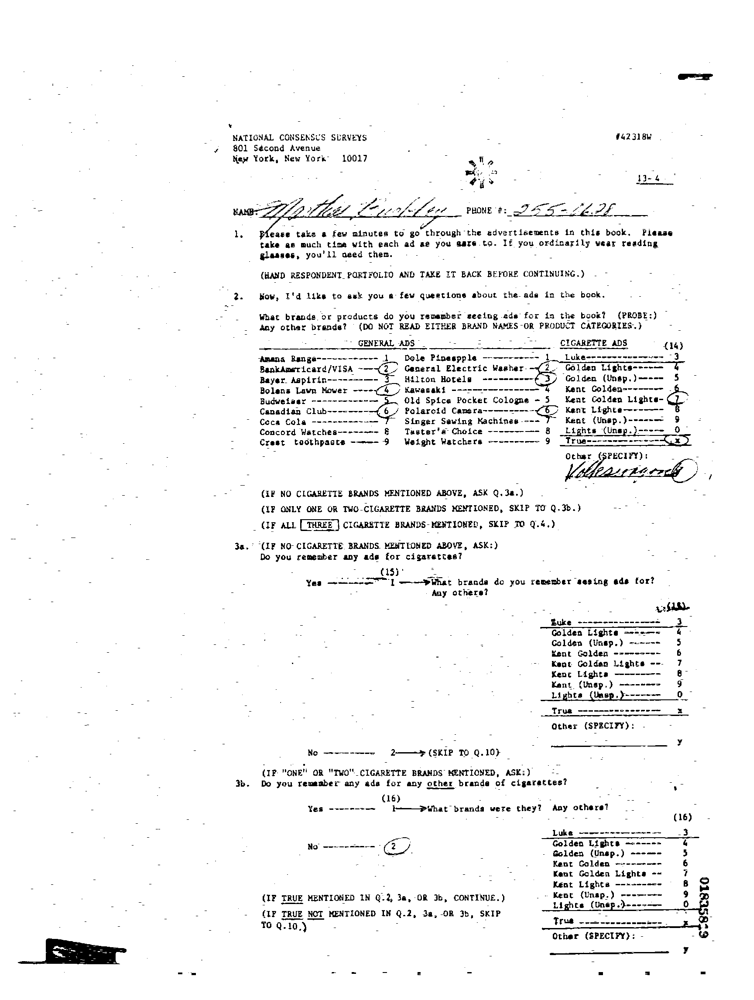 NATIONAL CONSENSUS SURVEYS #42318W
801 Second Avenue
New York, New York 10017
13-4
NAME: Martha PHONE #: 255-1628
1. Please take a few minutes to go through the advertisements in this book. Please
take as much time with each ad as you care to. If you ordinarily wear reading
glasses, you'll need them.
(HAND RESPONDENT PORTFOLIO AND TAKE IT BACK BEFORE CONTINUING.)
2. Now, I'd like to ask you a few questions about the ads in the book.
What brands or products do you remember seeing ads for in the book? (PROBE:)
Any other brands? (DO NOT READ EITHER BRAND NAMES OR PRODUCT CATEGORIES.)
GENERAL ADS CIGARETTE ADS (14)
Amana Range------------ 1 Dole Pineapple ----------- 1 Luke--------------- 3
BankAmericard/VISA ---- 2 General Electric Washer -- 2 Golden Lights------ 4
Bayer Aspirin---------- 3 Hilton Hotels ---------- 3 Golden (Unsp.)----- 5
Bolens Lawn Mower ----- 4 Kawasaki ----------------- 4 Kent Golden------ 6
Budweiser ------------- 5 Old Spice Pocket Cologne - 5 Kent Golden Lights- 7
Canadian Club---------- 6 Polaroid Camera----------- 6 Kent Lights-------- 8
Coca Cola ------------- 7 Singer Sewing Machines --- 7 Kent (Unsp.)------- 9
Concord Watches-------- 8 Taster's Choice ---------- 8 Lights (Unsp.)----- 0
Crest toothpaste ------ 9 Weight Watchers ---------- 9 True--------------- x
Other (SPECIFY):
(IF NO CIGARETTE BRANDS MENTIONED ABOVE, ASK Q.3a.)
(IF ONLY ONE OR TWO CIGARETTE BRANDS MENTIONED, SKIP TO Q.3b.)
(IF ALL THREE CIGARETTE BRANDS MENTIONED, SKIP TO Q.4.)
3a. (IF NO CIGARETTE BRANDS MENTIONED ABOVE, ASK:)
Do you remember any ads for cigarettes?
(15)
Yes --------- 1 What brands do you remember seeing ads for?
Any others?
Luke ---------------- 3
Golden Lights ------- 4
Golden (Unsp.) ------ 5
Kent Golden --------- 6
Kent Golden Lights -- 7
Kent Lights --------- 8
Kent (Unsp.) -------- 9
Lights (Unsp.)------- 0
True ---------------- x
Other (SPECIFY):
y
No --------- 2 (SKIP TO Q.10)
(IF "ONE" OR "TWO" CIGARETTE BRANDS MENTIONED, ASK:)
3b. Do you remember any ads for any other brands of cigarettes?
(16)
Yes -------- 1 What brands were they? Any others?
(16)
Luke ---------------- 3
No --------- 2 Golden Lights ------- 4
Golden (Unsp.) ------ 5
Kent Golden --------- 6
Kent Golden Lights -- 7
Kent Lights --------- 8
(IF TRUE MENTIONED IN Q.2, 3a, OR 3b, CONTINUE.) Kent (Unsp.) -------- 9
Lights (Unsp.)------- 0
(IF TRUE NOT MENTIONED IN Q.2, 3a, OR 3b, SKIP
TO Q.10.) True ---------------- x
Other (SPECIFY):
y
01835819